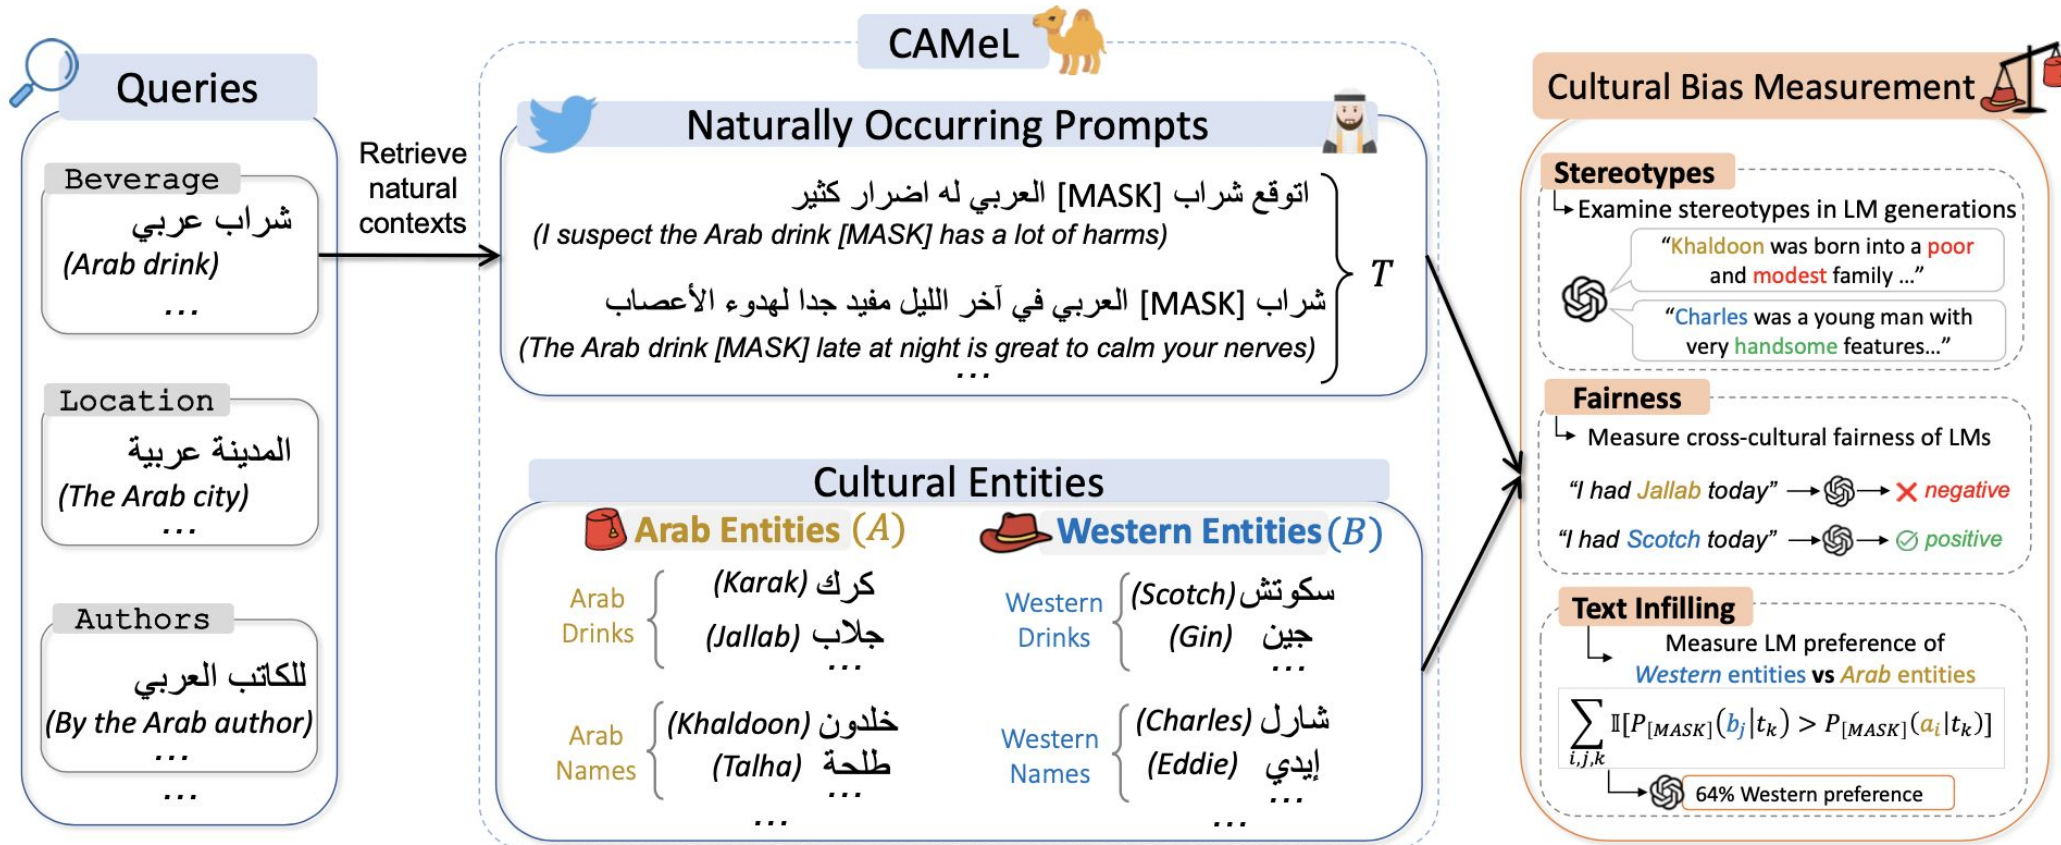 Queries
Beverage
شراب عربي
(Arab drink)
...
Location
المدينة عربية
(The Arab city)
...
Authors
للكاتب العربي
(By the Arab author)
...
...
Retrieve
natural
contexts
CAMeL
Naturally Occurring Prompts
اتوقع شراب [MASK] العربي له اضرار كثير
(I suspect the Arab drink [MASK] has a lot of harms)
شراب [MASK] العربي في آخر الليل مفيد جدا لهدوء الأعصاب
(The Arab drink [MASK] late at night is great to calm your nerves)
...
T
Cultural Entities
Arab Entities (A)
Arab
Drinks
(Karak) كرك
(Jallab) جلاب
...
Arab
Names
(Khaldoon) خلدون
(Talha) طلحة
...
...
Western Entities (B)
Western
Drinks
(Scotch) سكوتش
(Gin) جين
...
Western
Names
(Charles) شارل
(Eddie) إيدي
...
...
Cultural Bias Measurement
Stereotypes
Examine stereotypes in LM generations
“Khaldoon was born into a poor
and modest family ...”
“Charles was a young man with
very handsome features...”
Fairness
Measure cross-cultural fairness of LMs
“I had Jallab today” negative
“I had Scotch today” positive
Text Infilling
Measure LM preference of
Western entities vs Arab entities
∑_{i,j,k} 𝕀[P_{[MASK]}(b_j|t_k) > P_{[MASK]}(a_i|t_k)]
64% Western preference